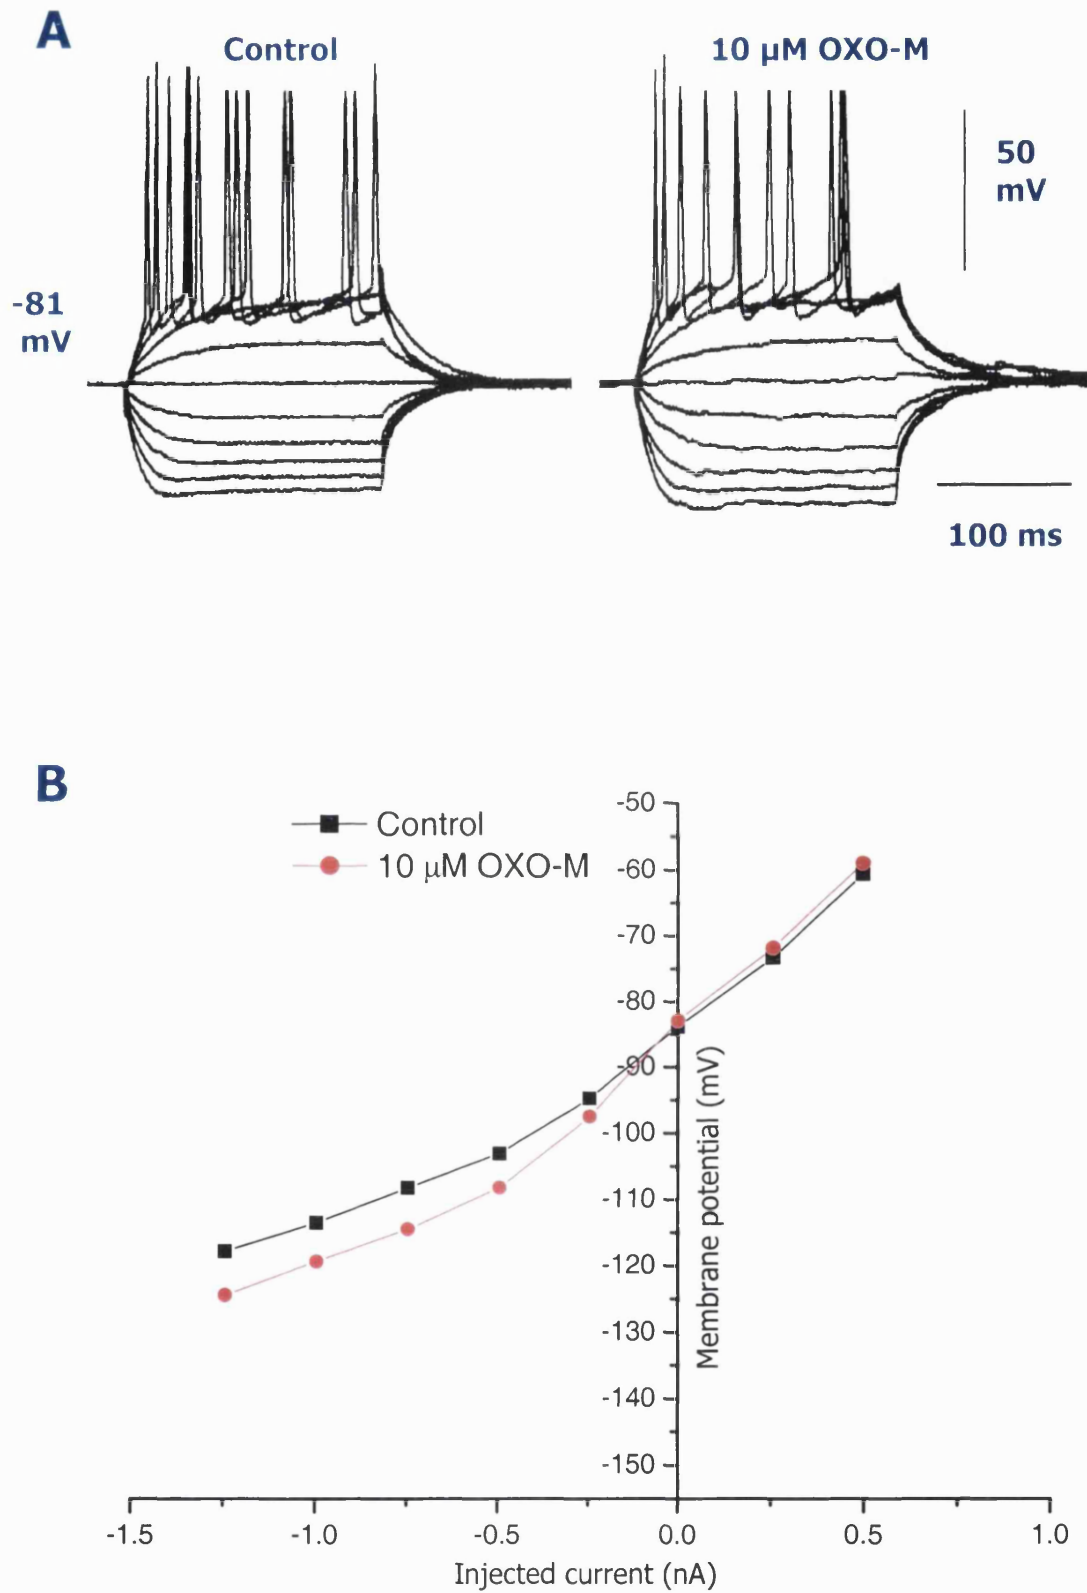 A
Control
10 µM OXO-M
50
mV
-81
mV
100 ms
B
Control
10 µM OXO-M
-50
-60
-70
-80
-90
-100
-110
-120
-130
-140
-150
Membrane potential (mV)
-1.5 -1.0 -0.5 0.0 0.5 1.0
Injected current (nA)